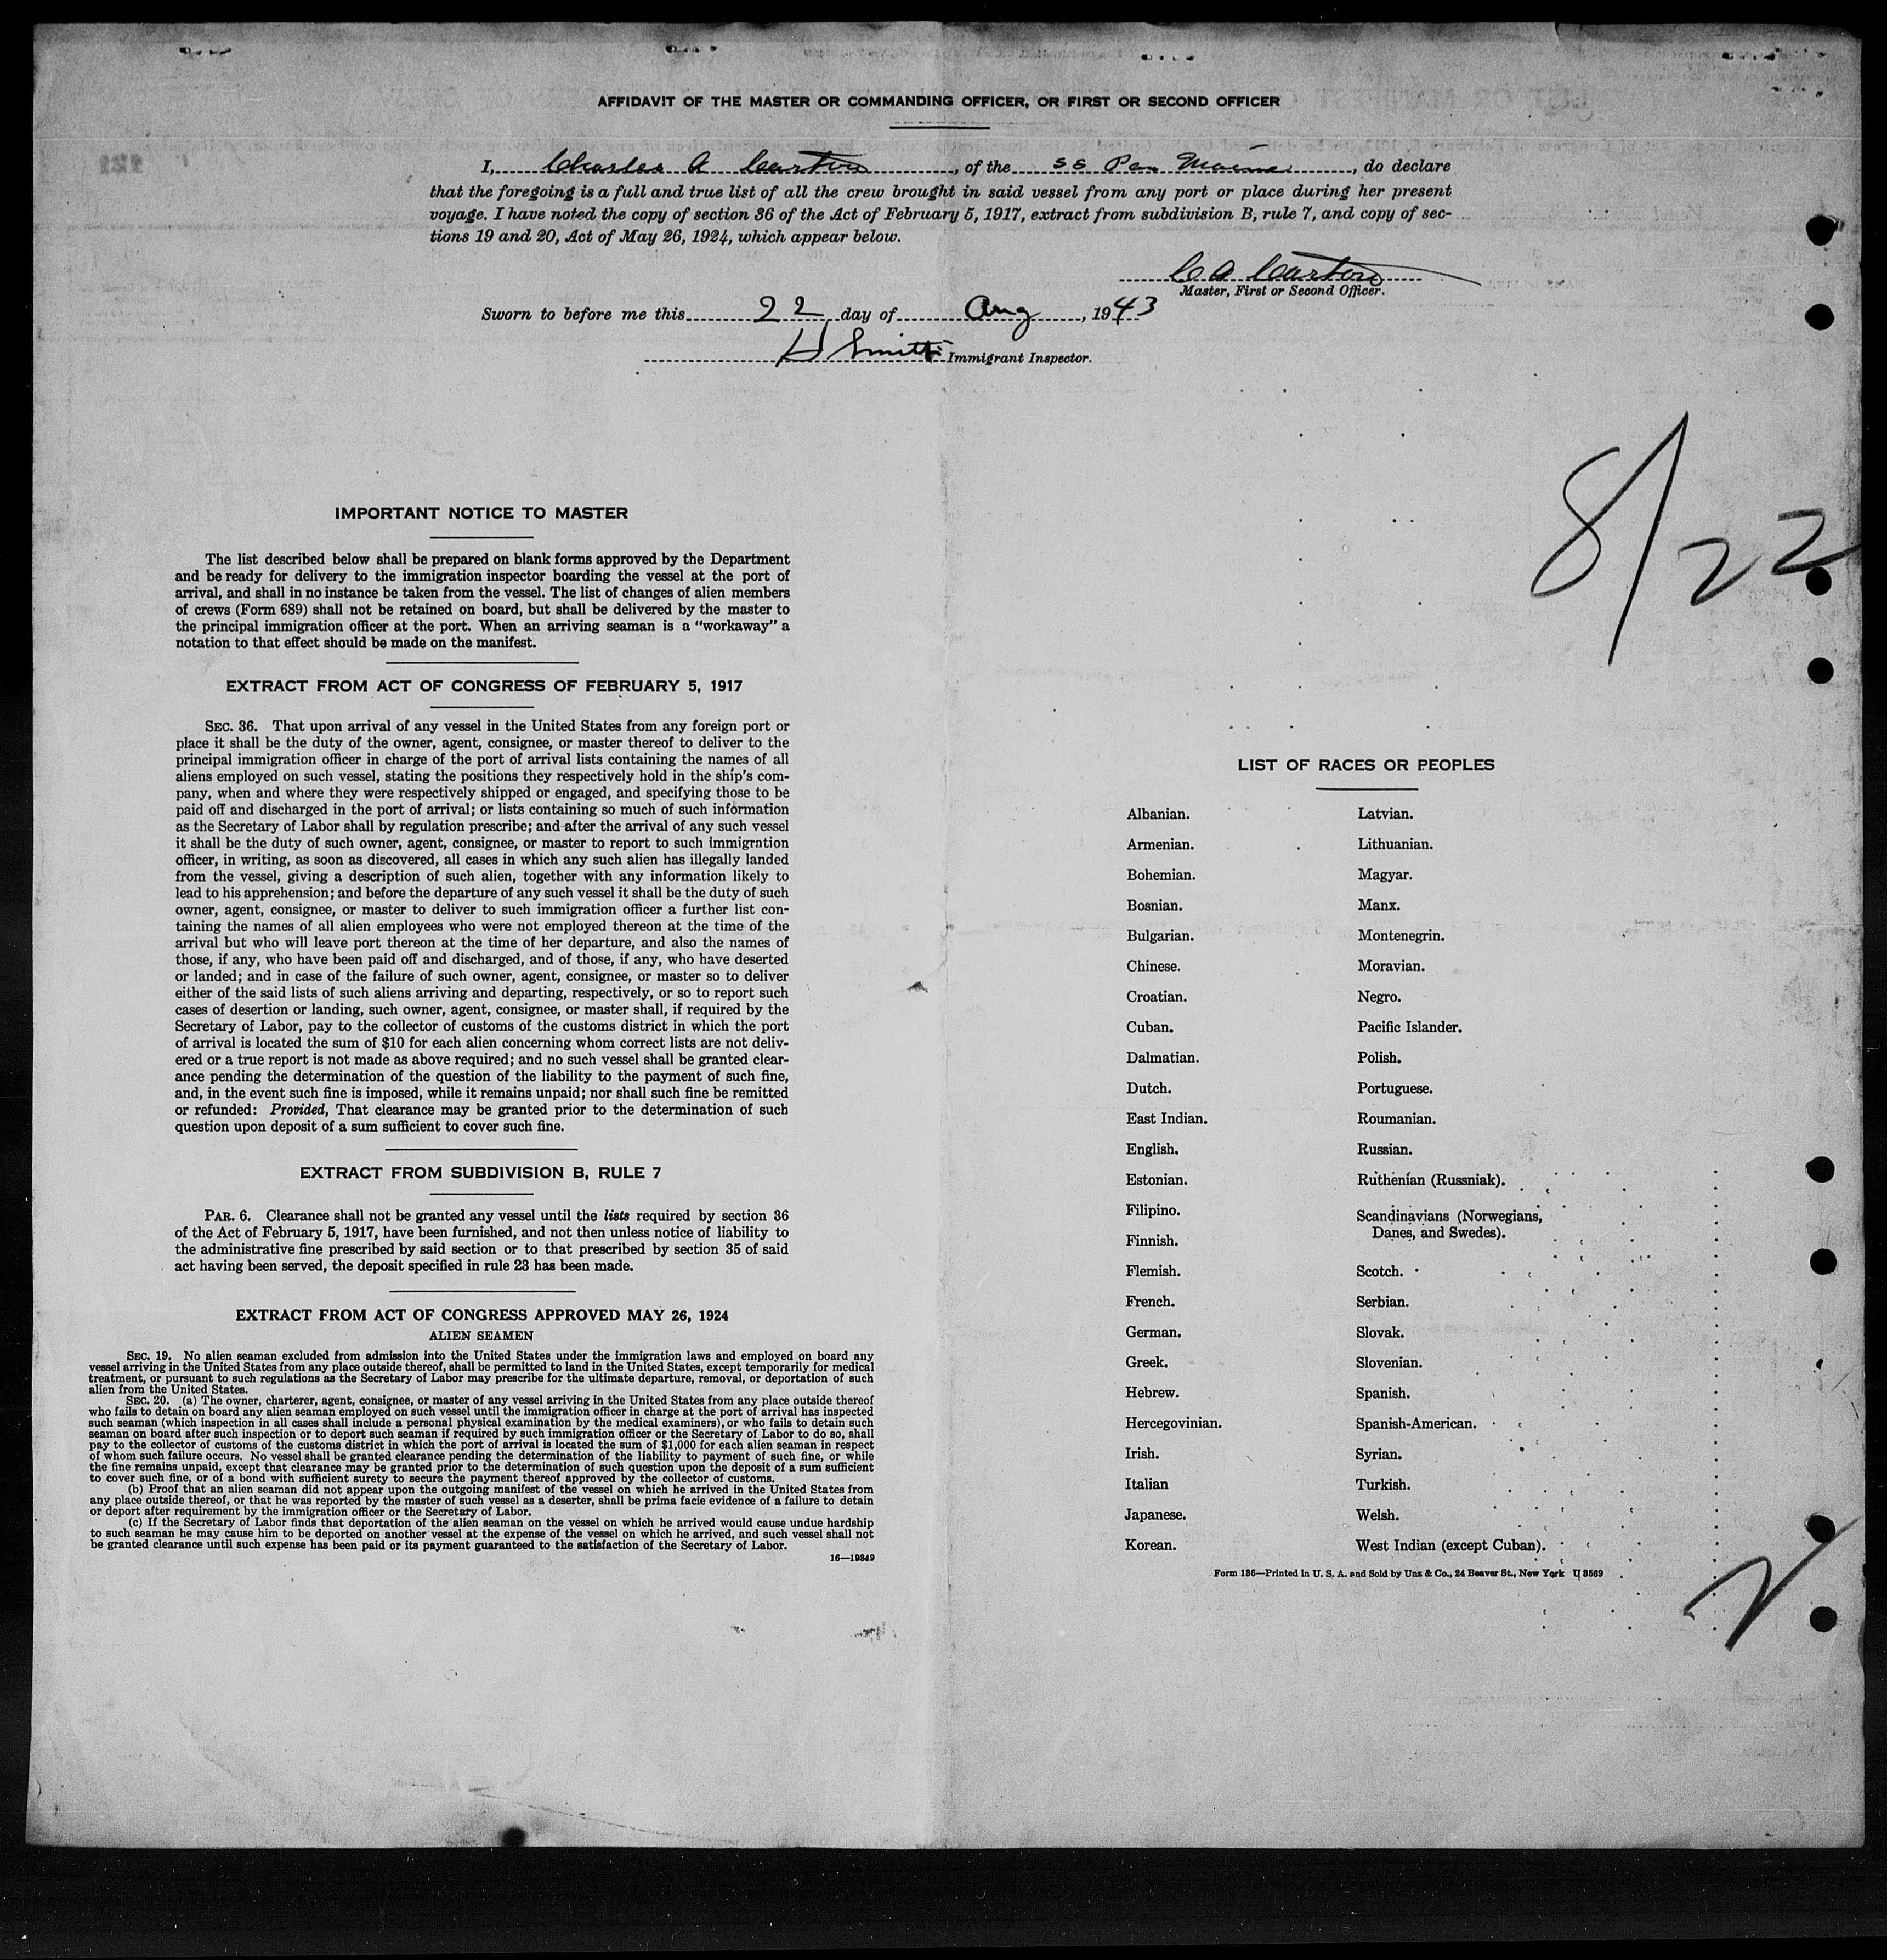 AFFIDAVIT OF THE MASTER OR COMMANDING OFFICER, OR FIRST OR SECOND OFFICER
I, Charles A , of the SS Pan Maine, do declare
that the foregoing is a full and true list of all the crew brought in said vessel from any port or place during her present
voyage. I have noted the copy of section 36 of the Act of February 5, 1917, extract from subdivision B, rule 7, and copy of sec-
tions 19 and 20, Act of May 26, 1924, which appear below.
C A
Master, First or Second Officer.
Sworn to before me this 22 day of Aug, 1943
H Smith Immigrant Inspector.
8/22
IMPORTANT NOTICE TO MASTER
The list described below shall be prepared on blank forms approved by the Department
and be ready for delivery to the immigration inspector boarding the vessel at the port of
arrival, and shall in no instance be taken from the vessel. The list of changes of alien members
of crews (Form 689) shall not be retained on board, but shall be delivered by the master to
the principal immigration officer at the port. When an arriving seaman is a "workaway" a
notation to that effect should be made on the manifest.
EXTRACT FROM ACT OF CONGRESS OF FEBRUARY 5, 1917
SEC. 36. That upon arrival of any vessel in the United States from any foreign port or
place it shall be the duty of the owner, agent, consignee, or master thereof to deliver to the
principal immigration officer in charge of the port of arrival lists containing the names of all
aliens employed on such vessel, stating the positions they respectively hold in the ship's com-
pany, when and where they were respectively shipped or engaged, and specifying those to be
paid off and discharged in the port of arrival; or lists containing so much of such information
as the Secretary of Labor shall by regulation prescribe; and after the arrival of any such vessel
it shall be the duty of such owner, agent, consignee, or master to report to such immigration
officer, in writing, as soon as discovered, all cases in which any such alien has illegally landed
from the vessel, giving a description of such alien, together with any information likely to
lead to his apprehension; and before the departure of any such vessel it shall be the duty of such
owner, agent, consignee, or master to deliver to such immigration officer a further list con-
taining the names of all alien employees who were not employed thereon at the time of the
arrival but who will leave port thereon at the time of her departure, and also the names of
those, if any, who have been paid off and discharged, and of those, if any, who have deserted
or landed; and in case of the failure of such owner, agent, consignee, or master so to deliver
either of the said lists of such aliens arriving and departing, respectively, or so to report such
cases of desertion or landing, such owner, agent, consignee, or master shall, if required by the
Secretary of Labor, pay to the collector of customs of the customs district in which the port
of arrival is located the sum of $10 for each alien concerning whom correct lists are not deliv-
ered or a true report is not made as above required; and no such vessel shall be granted clear-
ance pending the determination of the question of the liability to the payment of such fine,
and, in the event such fine is imposed, while it remains unpaid; nor shall such fine be remitted
or refunded: Provided, That clearance may be granted prior to the determination of such
question upon deposit of a sum sufficient to cover such fine.
EXTRACT FROM SUBDIVISION B, RULE 7
PAR. 6. Clearance shall not be granted any vessel until the lists required by section 36
of the Act of February 5, 1917, have been furnished, and not then unless notice of liability to
the administrative fine prescribed by said section or to that prescribed by section 35 of said
act having been served, the deposit specified in rule 23 has been made.
EXTRACT FROM ACT OF CONGRESS APPROVED MAY 26, 1924
ALIEN SEAMEN
SEC. 19. No alien seaman excluded from admission into the United States under the immigration laws and employed on board any
vessel arriving in the United States from any place outside thereof, shall be permitted to land in the United States, except temporarily for medical
treatment, or pursuant to such regulations as the Secretary of Labor may prescribe for the ultimate departure, removal, or deportation of such
alien from the United States.
SEC. 20. (a) The owner, charterer, agent, consignee, or master of any vessel arriving in the United States from any place outside thereof
who fails to detain on board any alien seaman employed on such vessel until the immigration officer in charge at the port of arrival has inspected
such seaman (which inspection in all cases shall include a personal physical examination by the medical examiners), or who fails to detain such
seaman on board after such inspection or to deport such seaman if required by such immigration officer or the Secretary of Labor to do so, shall
pay to the collector of customs of the customs district in which the port of arrival is located the sum of $1,000 for each alien seaman in respect
of whom such failure occurs. No vessel shall be granted clearance pending the determination of the liability to payment of such fine, or while
the fine remains unpaid, except that clearance may be granted prior to the determination of such question upon the deposit of a sum sufficient
to cover such fine, or of a bond with sufficient surety to secure the payment thereof approved by the collector of customs.
(b) Proof that an alien seaman did not appear upon the outgoing manifest of the vessel on which he arrived in the United States from
any place outside thereof, or that he was reported by the master of such vessel as a deserter, shall be prima facie evidence of a failure to detain
or deport after requirement by the immigration officer or the Secretary of Labor.
(c) If the Secretary of Labor finds that deportation of the alien seaman on the vessel on which he arrived would cause undue hardship
to such seaman he may cause him to be deported on another vessel at the expense of the vessel on which he arrived, and such vessel shall not
be granted clearance until such expense has been paid or its payment guaranteed to the satisfaction of the Secretary of Labor.
16—19349
LIST OF RACES OR PEOPLES
Albanian.
Armenian.
Bohemian.
Bosnian.
Bulgarian.
Chinese.
Croatian.
Cuban.
Dalmatian.
Dutch.
East Indian.
English.
Estonian.
Filipino.
Finnish.
Flemish.
French.
German.
Greek.
Hebrew.
Hercegovinian.
Irish.
Italian
Japanese.
Korean.
Latvian.
Lithuanian.
Magyar.
Manx.
Montenegrin.
Moravian.
Negro.
Pacific Islander.
Polish.
Portuguese.
Roumanian.
Russian.
Ruthenian (Russniak).
Scandinavians (Norwegians,
Danes, and Swedes).
Scotch.
Serbian.
Slovak.
Slovenian.
Spanish.
Spanish-American.
Syrian.
Turkish.
Welsh.
West Indian (except Cuban).
Form 136—Printed in U. S. A. and Sold by Unz & Co., 24 Beaver St., New York 3569